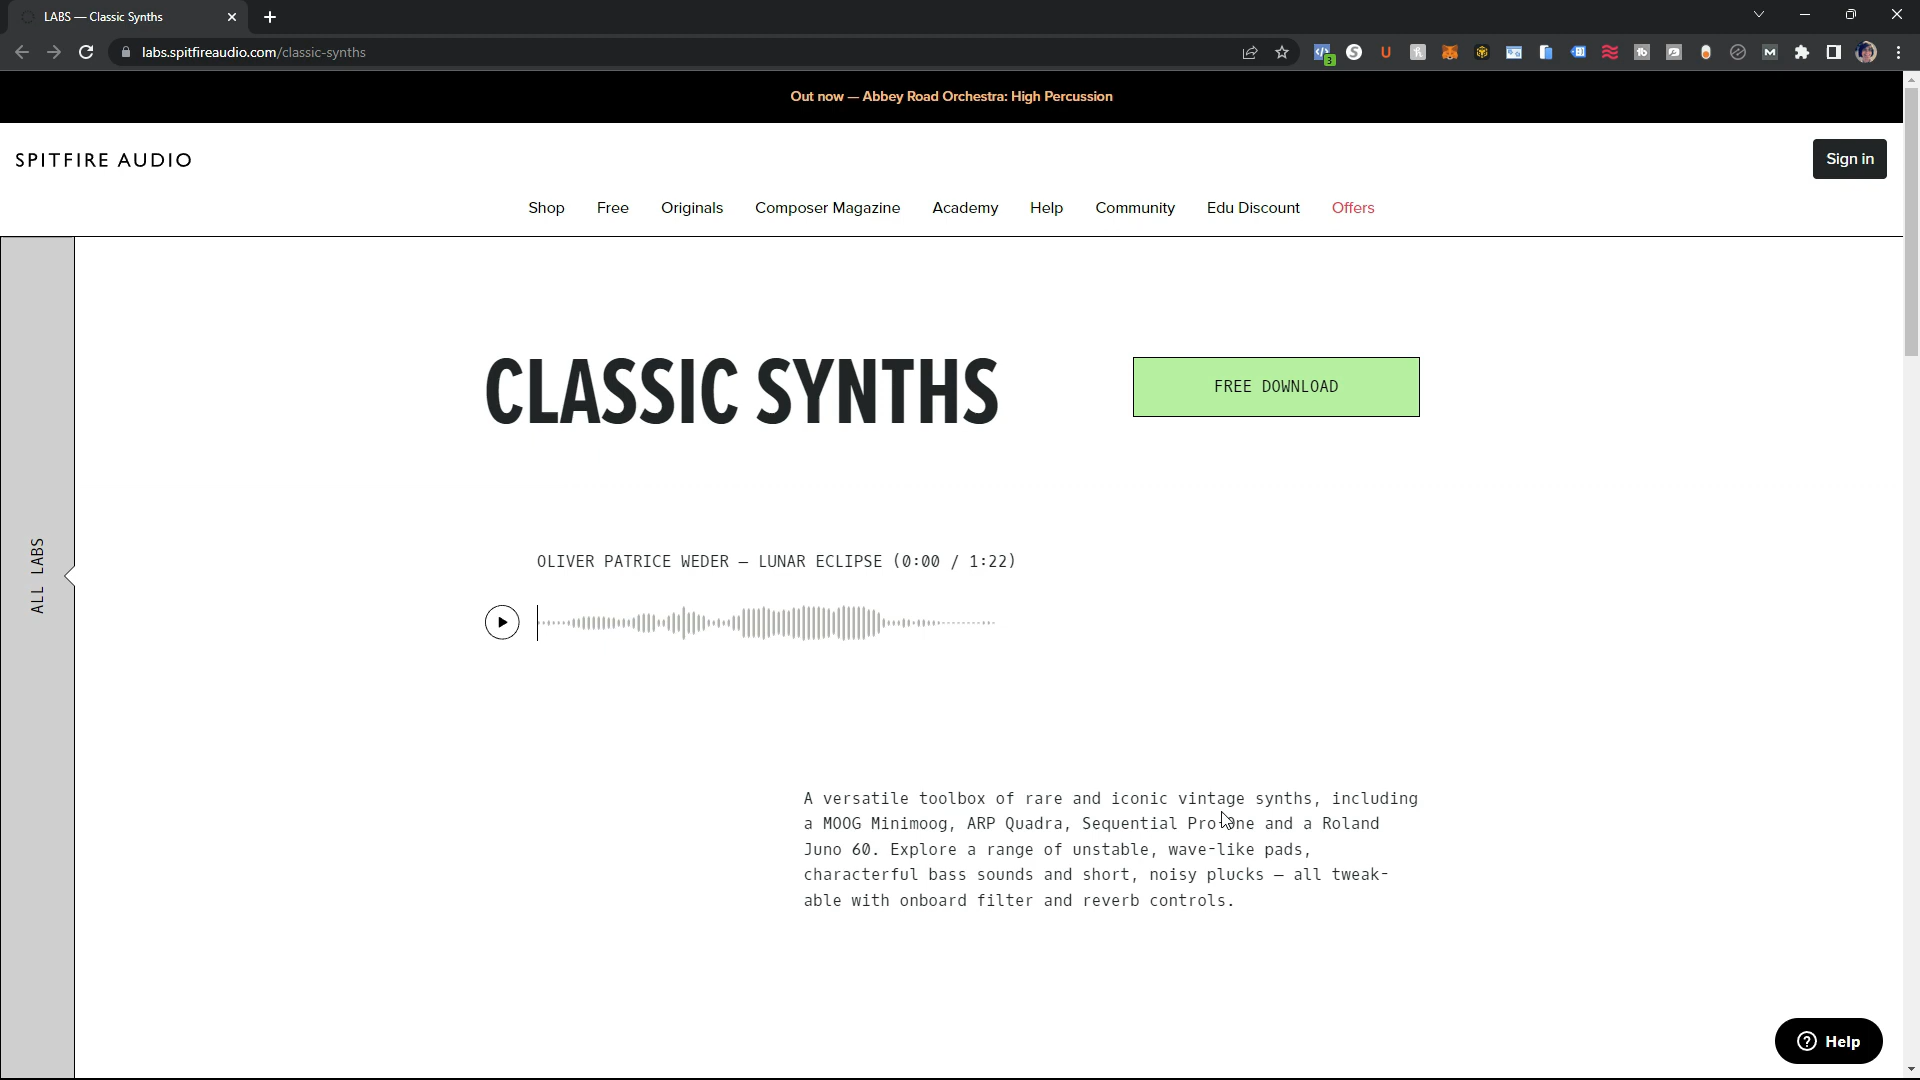 LABS — Classic Synths
labs.spitfireaudio.com/classic-synths
3
Out now — Abbey Road Orchestra: High Percussion
SPITFIRE AUDIO
Sign in
Shop Free Originals Composer Magazine Academy Help Community Edu Discount Offers
ALL LABS
CLASSIC SYNTHS
FREE DOWNLOAD
OLIVER PATRICE WEDER — LUNAR ECLIPSE (0:00 / 1:22)
A versatile toolbox of rare and iconic vintage synths, including
a MOOG Minimoog, ARP Quadra, Sequential Pro-One and a Roland
Juno 60. Explore a range of unstable, wave-like pads,
characterful bass sounds and short, noisy plucks — all tweak-
able with onboard filter and reverb controls.
Help